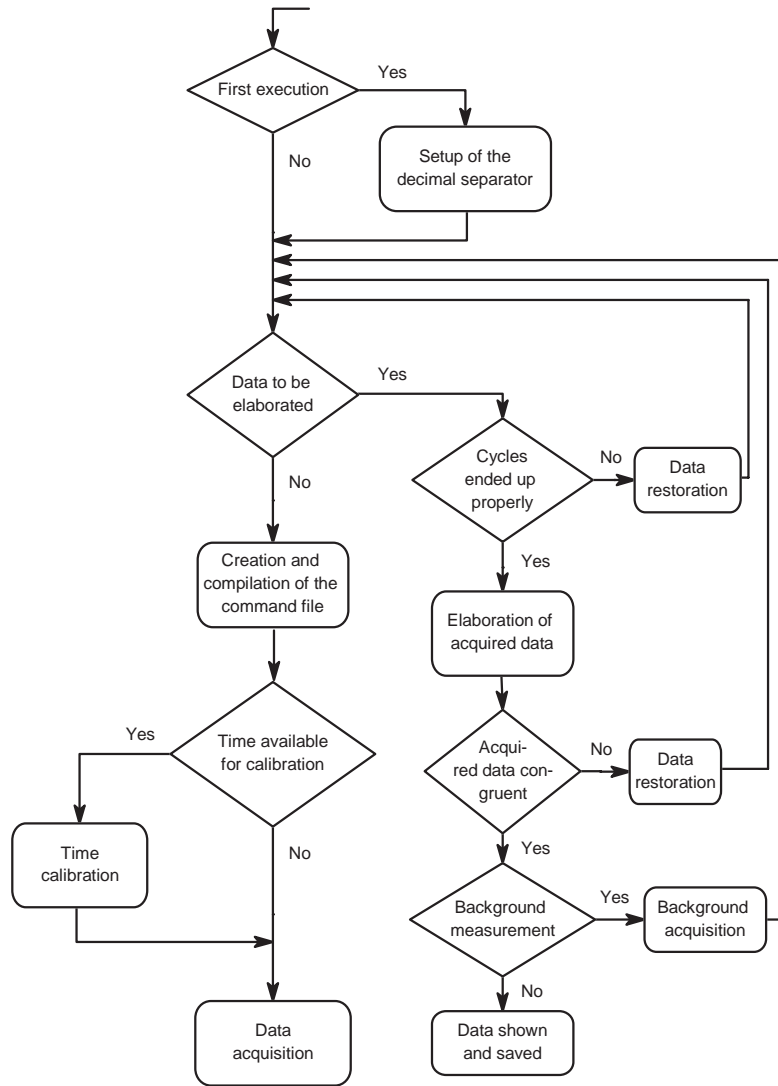 Yes
First execution
Setup of the
decimal separator
No
Data to be
elaborated
Yes
Cycles
ended up
properly
No
Data
restoration
No
Yes
Creation and
compilation of the
command file
Elaboration of
acquired data
Yes
Time available
for calibration
Acqui-
red data con-
gruent
No
Data
restoration
Time
calibration
No
Yes
Background
measurement
Yes
Background
acquisition
No
Data
acquisition
Data shown
and saved